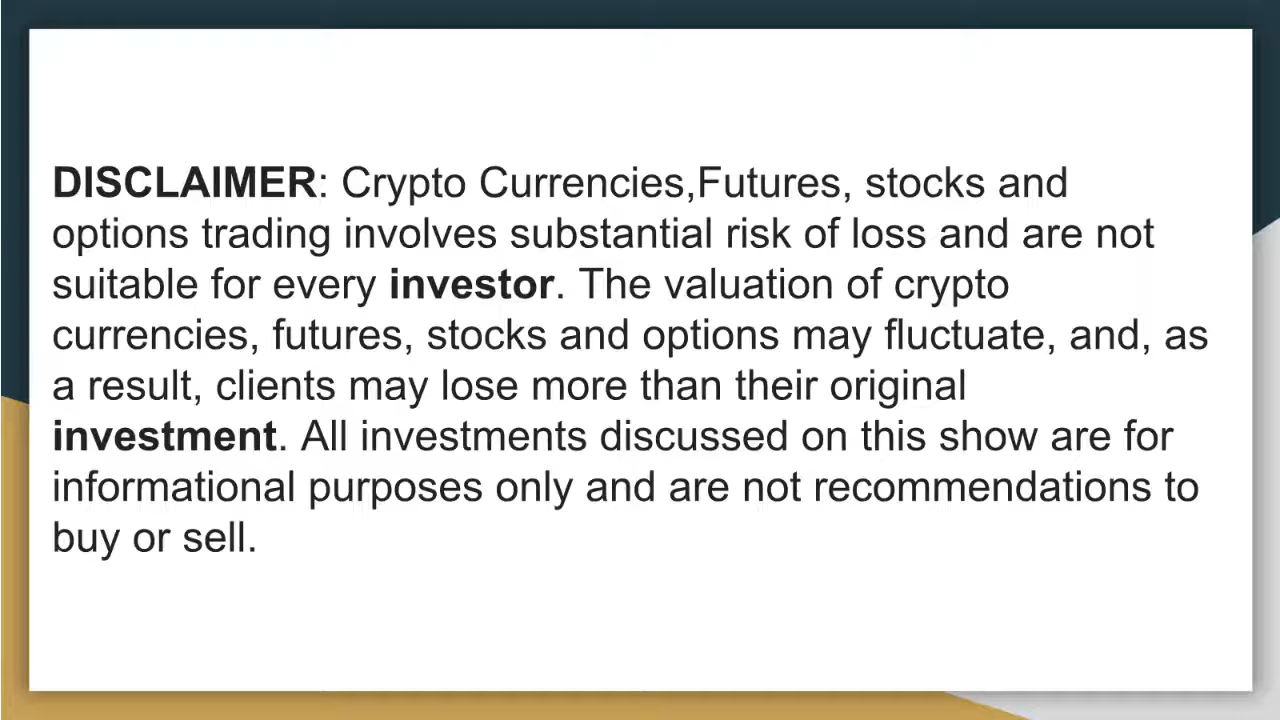 DISCLAIMER: Crypto Currencies,Futures, stocks and
options trading involves substantial risk of loss and are not
suitable for every investor. The valuation of crypto
currencies, futures, stocks and options may fluctuate, and, as
a result, clients may lose more than their original
investment. All investments discussed on this show are for
informational purposes only and are not recommendations to
buy or sell.